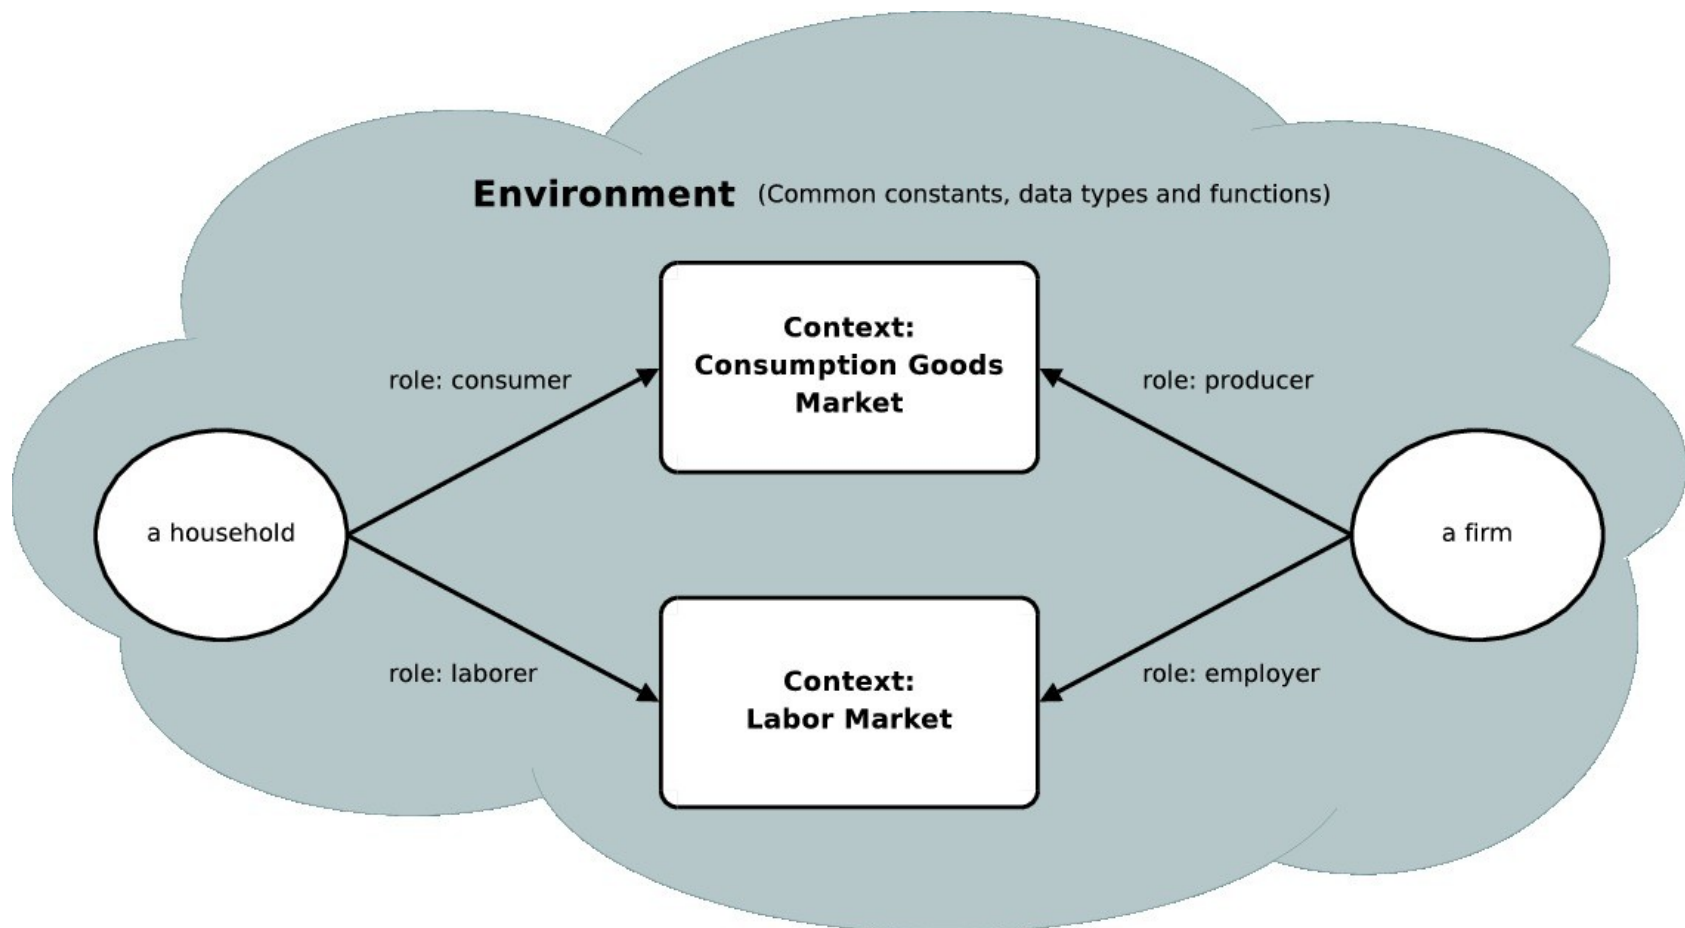 Environment (Common constants, data types and functions)
Context:
Consumption Goods
Market
role: consumer
role: producer
a household
a firm
role: laborer
role: employer
Context:
Labor Market